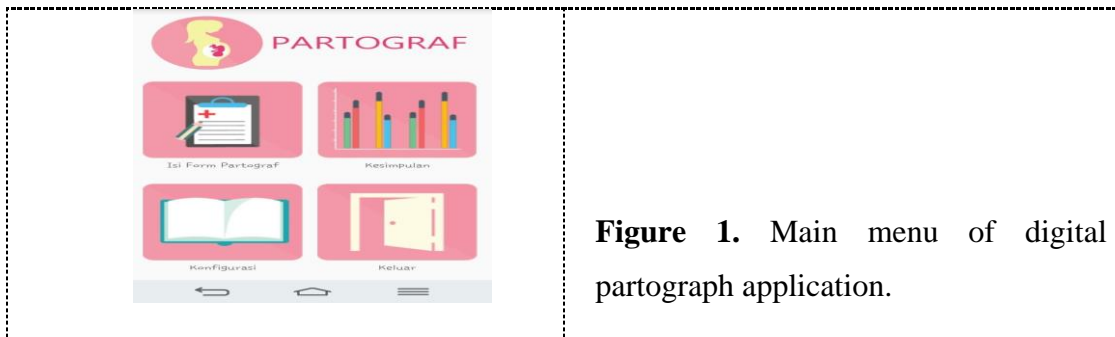 PARTOGRAF
Isi Form Partograf
Kesimpulan
Konfigurasi
Keluar
Figure 1. Main menu of digital
partograph application.